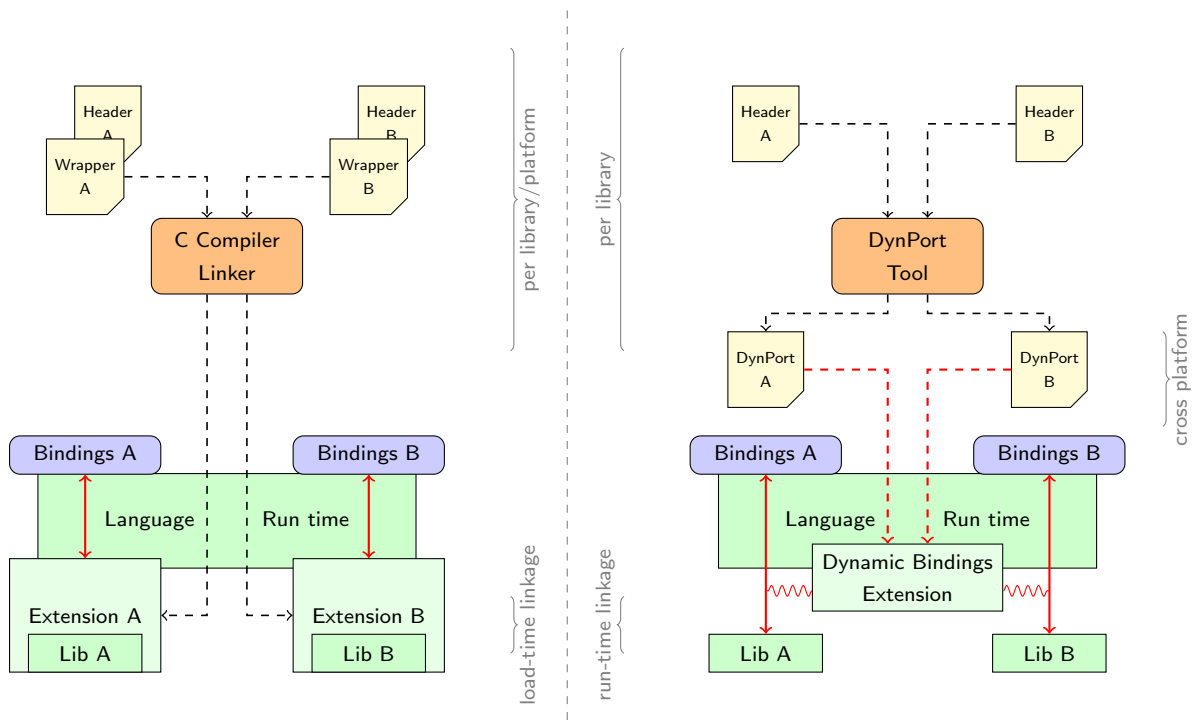 Header
A
Header
B
Wrapper
A
Wrapper
B
C Compiler
Linker
Bindings A
Bindings B
Language
Run time
Extension A
Lib A
Extension B
Lib B
per library/platform
load-time linkage
per library
run-time linkage
Header
A
Header
B
DynPort
Tool
DynPort
A
DynPort
B
cross platform
Bindings A
Bindings B
Language
Run time
Dynamic Bindings
Extension
Lib A
Lib B